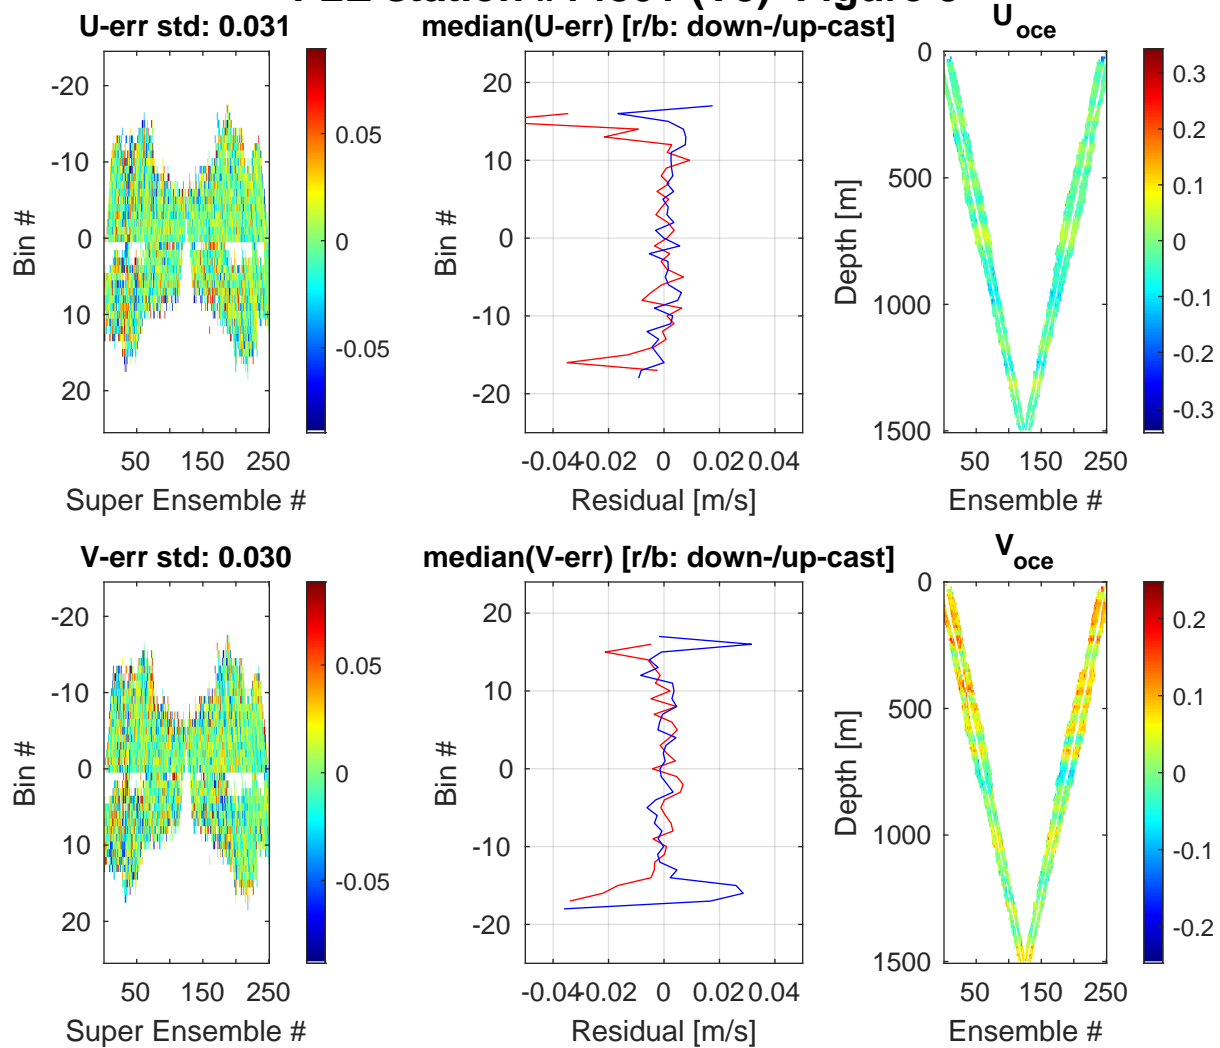 U-err std: 0.031
-20
-10
0
10
20
50 150 250
Super Ensemble #
Bin #
0.05
0
-0.05
median(U-err) [r/b: down-/up-cast]
20
10
0
-10
-20
-0.04 -0.02 0 0.02 0.04
Residual [m/s]
Bin #
U oce
0
500
1000
1500
50 150 250
Ensemble #
Depth [m]
0.3
0.2
0.1
0
-0.1
-0.2
-0.3
V-err std: 0.030
-20
-10
0
10
20
50 150 250
Super Ensemble #
Bin #
0.05
0
-0.05
median(V-err) [r/b: down-/up-cast]
20
10
0
-10
-20
-0.04 -0.02 0 0.02 0.04
Residual [m/s]
Bin #
V oce
0
500
1000
1500
50 150 250
Ensemble #
Depth [m]
0.2
0.1
0
-0.1
-0.2